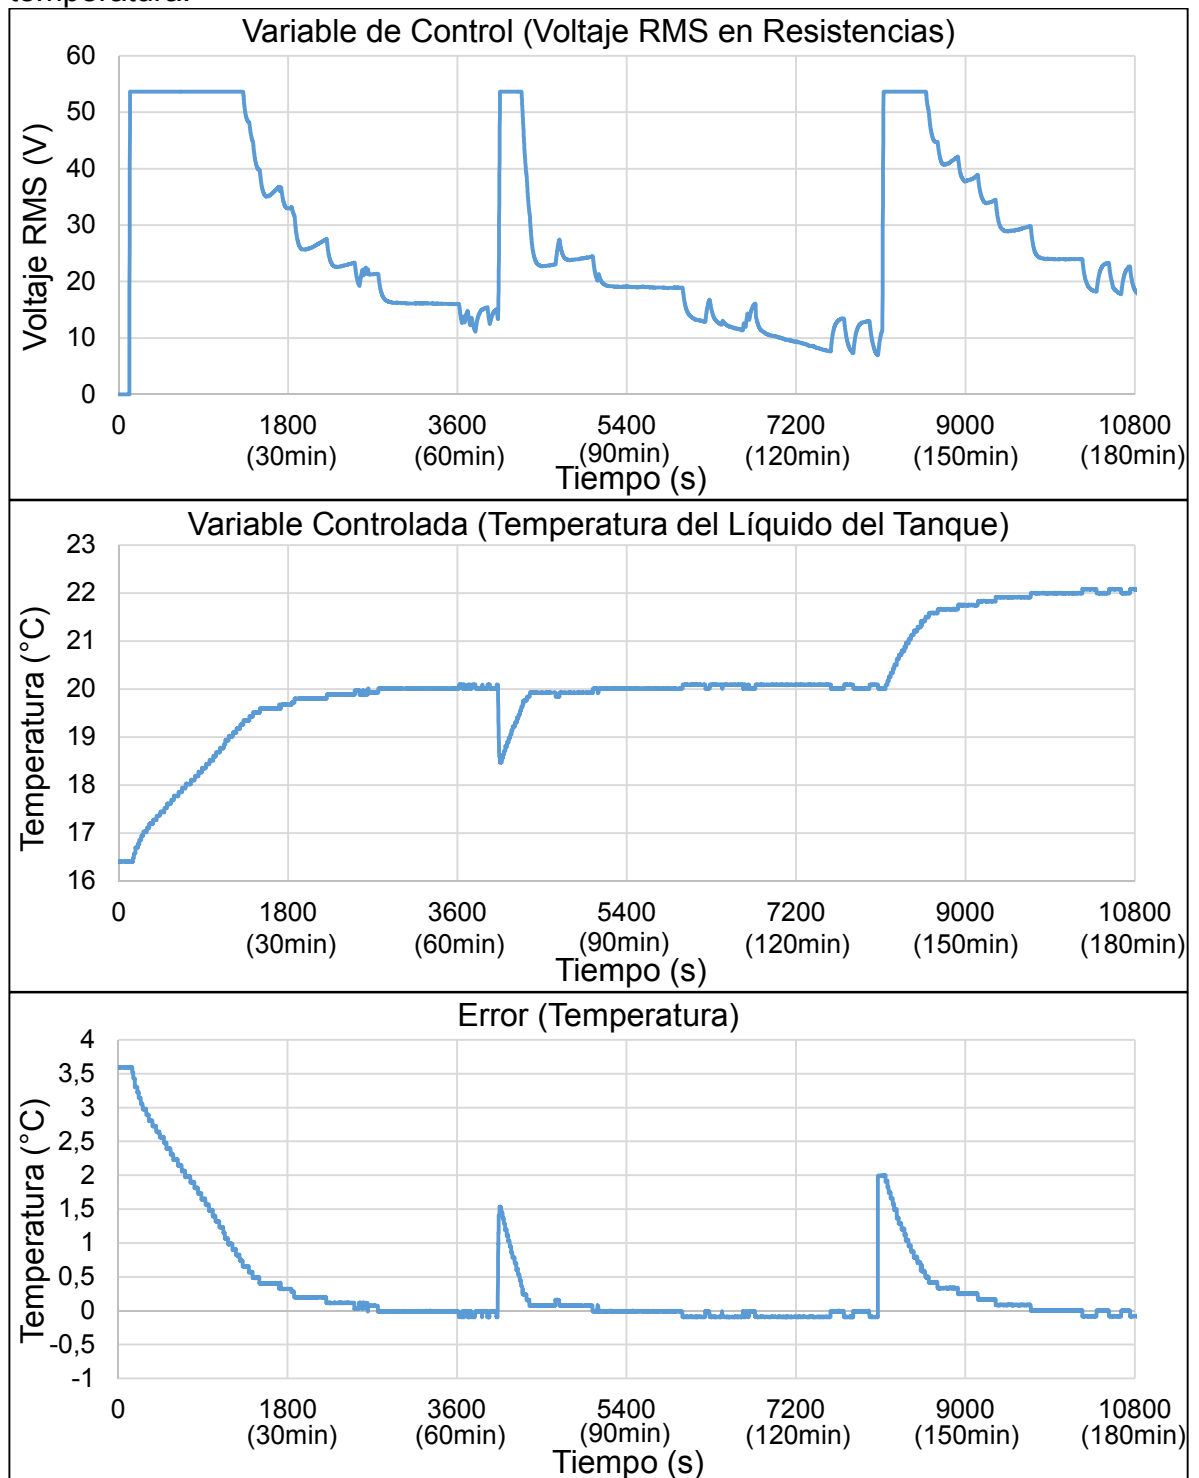 temperatura.
Variable de Control (Voltaje RMS en Resistencias)
Voltaje RMS (V)
60
50
40
30
20
10
0
0 1800 3600 5400 7200 9000 10800
(30min) (60min) (90min) (120min) (150min) (180min)
Tiempo (s)
Variable Controlada (Temperatura del Líquido del Tanque)
Temperatura (°C)
23
22
21
20
19
18
17
16
0 1800 3600 5400 7200 9000 10800
(30min) (60min) (90min) (120min) (150min) (180min)
Tiempo (s)
Error (Temperatura)
Temperatura (°C)
4
3,5
3
2,5
2
1,5
1
0,5
0
-0,5
-1
0 1800 3600 5400 7200 9000 10800
(30min) (60min) (90min) (120min) (150min) (180min)
Tiempo (s)